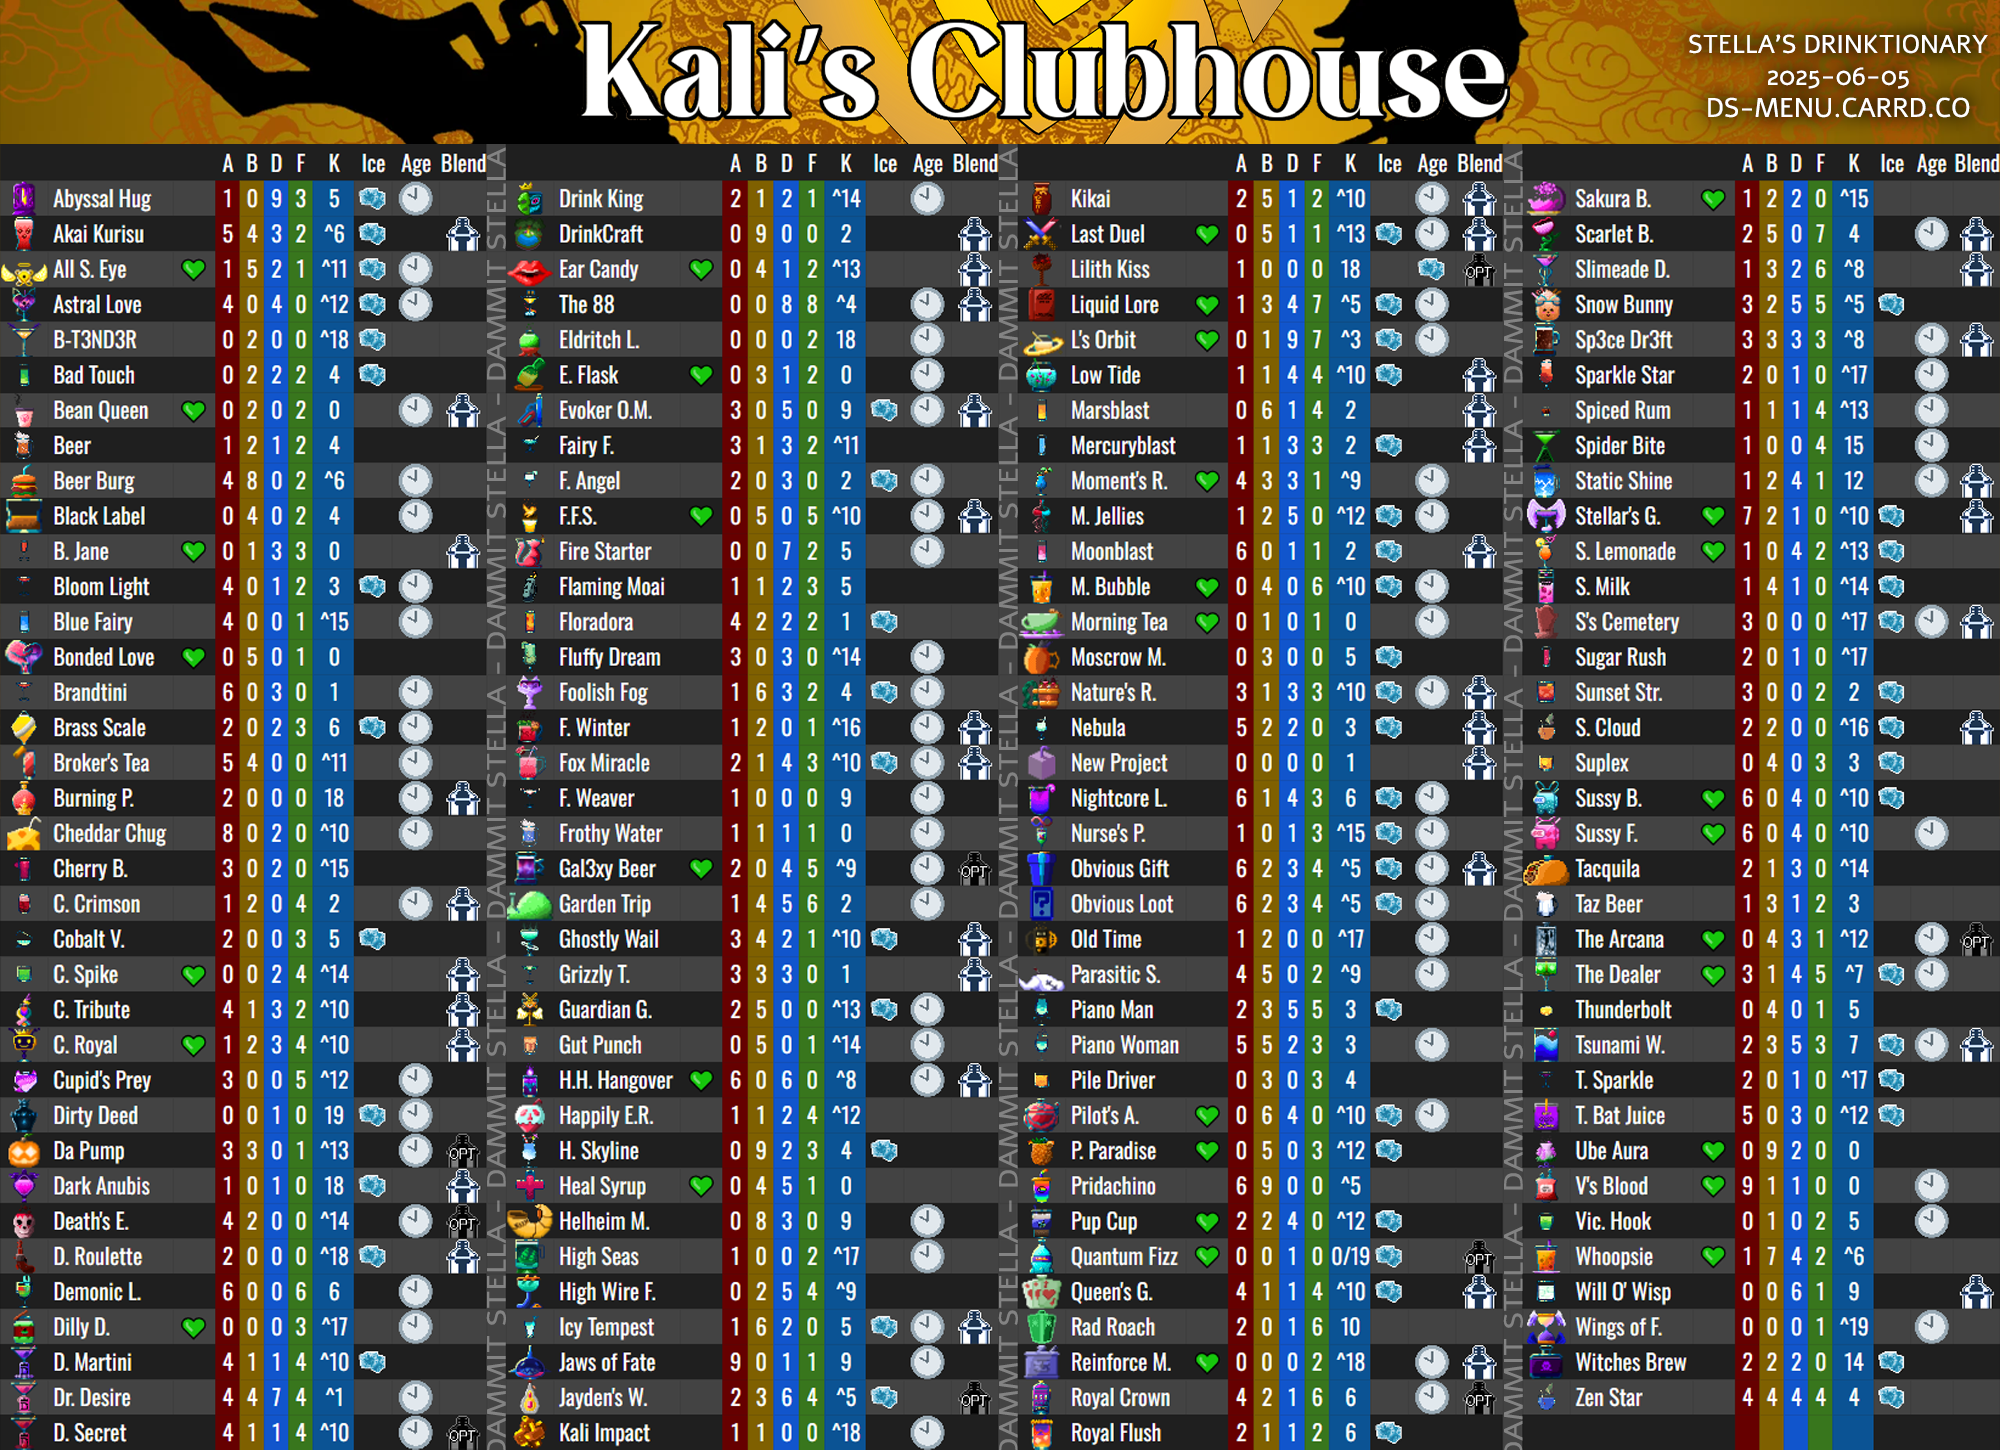 Kali's Clubhouse
STELLA'S DRINKTIONARY
2025-06-05
DS-MENU.CARRD.CO
A B D F K Ice Age Blend
Abyssal Hug 1 0 9 3 5
Akai Kurisu 5 4 3 2 ^6
All S. Eye 1 5 2 1 ^11
Astral Love 4 0 4 0 ^12
B-T3ND3R 0 2 0 0 ^18
Bad Touch 0 2 2 2 4
Bean Queen 0 2 0 2 0
Beer 1 2 1 2 4
Beer Burg 4 8 0 2 ^6
Black Label 0 4 0 2 4
B. Jane 0 1 3 3 0
Bloom Light 4 0 1 2 3
Blue Fairy 4 0 0 1 ^15
Bonded Love 0 5 0 1 0
Brandtini 6 0 3 0 1
Brass Scale 2 0 2 3 6
Broker's Tea 5 4 0 0 ^11
Burning P. 2 0 0 0 18
Cheddar Chug 8 0 2 0 ^10
Cherry B. 3 0 2 0 ^15
C. Crimson 1 2 0 4 2
Cobalt V. 2 0 0 3 5
C. Spike 0 0 2 4 ^14
C. Tribute 4 1 3 2 ^10
C. Royal 1 2 3 4 ^10
Cupid's Prey 3 0 0 5 ^12
Dirty Deed 0 0 1 0 19
Da Pump 3 3 0 1 ^13 OPT
Dark Anubis 1 0 1 0 18
Death's E. 4 2 0 0 ^14 OPT
D. Roulette 2 0 0 0 ^18
Demonic L. 6 0 0 6 6
Dilly D. 0 0 0 3 ^17
D. Martini 4 1 1 4 ^10
Dr. Desire 4 4 7 4 ^1
D. Secret 4 1 1 4 ^10 OPT
DAMMIT STELLA - DAMMIT STELLA - DAMMIT STELLA - DAMMIT STELLA
A B D F K Ice Age Blend
Drink King 2 1 2 1 ^14
DrinkCraft 0 9 0 0 2
Ear Candy 0 4 1 2 ^13
The 88 0 0 8 8 ^4
Eldritch L. 0 0 0 2 18
E. Flask 0 3 1 2 0
Evoker O.M. 3 0 5 0 9
Fairy F. 3 1 3 2 ^11
F. Angel 2 0 3 0 2
F.F.S. 0 5 0 5 ^10
Fire Starter 0 0 7 2 5
Flaming Moai 1 1 2 3 5
Floradora 4 2 2 2 1
Fluffy Dream 3 0 3 0 ^14
Foolish Fog 1 6 3 2 4
F. Winter 1 2 0 1 ^16
Fox Miracle 2 1 4 3 ^10
F. Weaver 1 0 0 0 9
Frothy Water 1 1 1 1 0
Gal3xy Beer 2 0 4 5 ^9 OPT
Garden Trip 1 4 5 6 2
Ghostly Wail 3 4 2 1 ^10
Grizzly T. 3 3 3 0 1
Guardian G. 2 5 0 0 ^13
Gut Punch 0 5 0 1 ^14
H.H. Hangover 6 0 6 0 ^8
Happily E.R. 1 1 2 4 ^12
H. Skyline 0 9 2 3 4
Heal Syrup 0 4 5 1 0
Helheim M. 0 8 3 0 9
High Seas 1 0 0 2 ^17
High Wire F. 0 2 5 4 ^9
Icy Tempest 1 6 2 0 5
Jaws of Fate 9 0 1 1 9
Jayden's W. 2 3 6 4 ^5 OPT
Kali Impact 1 1 0 0 ^18
DAMMIT STELLA - DAMMIT STELLA - DAMMIT STELLA - DAMMIT STELLA
A B D F K Ice Age Blend
Kikai 2 5 1 2 ^10
Last Duel 0 5 1 1 ^13
Lilith Kiss 1 0 0 0 18 OPT
Liquid Lore 1 3 4 7 ^5
L's Orbit 0 1 9 7 ^3
Low Tide 1 1 4 4 ^10
Marsblast 0 6 1 4 2
Mercuryblast 1 1 3 3 2
Moment's R. 4 3 3 1 ^9
M. Jellies 1 2 5 0 ^12
Moonblast 6 0 1 1 2
M. Bubble 0 4 0 6 ^10
Morning Tea 0 1 0 1 0
Moscrow M. 0 3 0 0 5
Nature's R. 3 1 3 3 ^10
Nebula 5 2 2 0 3
New Project 0 0 0 0 1
Nightcore L. 6 1 4 3 6
Nurse's P. 1 0 1 3 ^15
Obvious Gift 6 2 3 4 ^5
Obvious Loot 6 2 3 4 ^5
Old Time 1 2 0 0 ^17
Parasitic S. 4 5 0 2 ^9
Piano Man 2 3 5 5 3
Piano Woman 5 5 2 3 3
Pile Driver 0 3 0 3 4
Pilot's A. 0 6 4 0 ^10
P. Paradise 0 5 0 3 ^12
Pridachino 6 9 0 0 ^5
Pup Cup 2 2 4 0 ^12
Quantum Fizz 0 0 1 0 0/19 OPT
Queen's G. 4 1 1 4 ^10
Rad Roach 2 0 1 6 10
Reinforce M. 0 0 0 2 ^18
Royal Crown 4 2 1 6 6 OPT
Royal Flush 2 1 1 2 6
DAMMIT STELLA - DAMMIT STELLA - DAMMIT STELLA - DAMMIT STELLA
A B D F K Ice Age Blend
Sakura B. 1 2 2 0 ^15
Scarlet B. 2 5 0 7 4
Slimeade D. 1 3 2 6 ^8
Snow Bunny 3 2 5 5 ^5
Sp3ce Dr3ft 3 3 3 3 ^8
Sparkle Star 2 0 1 0 ^17
Spiced Rum 1 1 1 4 ^13
Spider Bite 1 0 0 4 15
Static Shine 1 2 4 1 12
Stellar's G. 7 2 1 0 ^10
S. Lemonade 1 0 4 2 ^13
S. Milk 1 4 1 0 ^14
S's Cemetery 3 0 0 0 ^17
Sugar Rush 2 0 1 0 ^17
Sunset Str. 3 0 0 2 2
S. Cloud 2 2 0 0 ^16
Suplex 0 4 0 3 3
Sussy B. 6 0 4 0 ^10
Sussy F. 6 0 4 0 ^10
Tacquila 2 1 3 0 ^14
Taz Beer 1 3 1 2 3
The Arcana 0 4 3 1 ^12 OPT
The Dealer 3 1 4 5 ^7
Thunderbolt 0 4 0 1 5
Tsunami W. 2 3 5 3 7
T. Sparkle 2 0 1 0 ^17
T. Bat Juice 5 0 3 0 ^12
Ube Aura 0 9 2 0 0
V's Blood 9 1 1 0 0
Vic. Hook 0 1 0 2 5
Whoopsie 1 7 4 2 ^6
Will O' Wisp 0 0 6 1 9
Wings of F. 0 0 0 1 ^19
Witches Brew 2 2 2 0 14
Zen Star 4 4 4 4 4